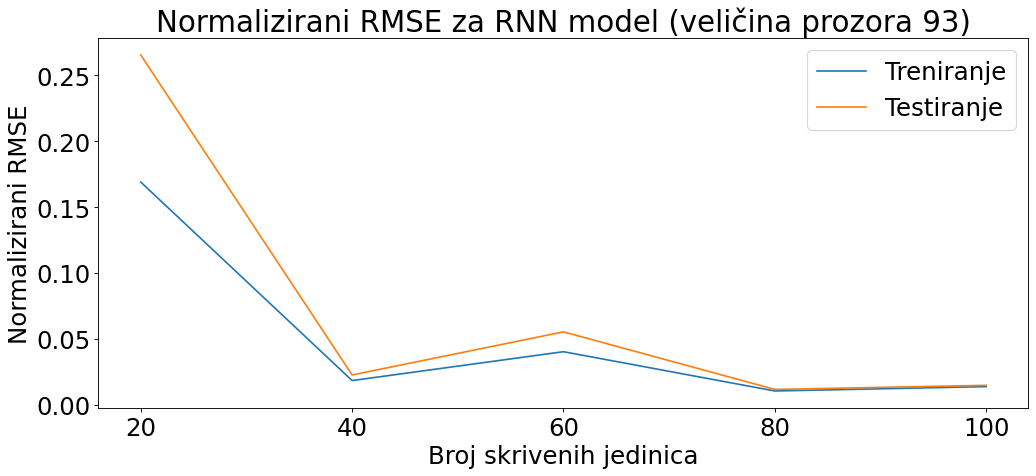 Normalizirani RMSE za RNN model (veličina prozora 93)
Treniranje
Testiranje
Normalizirani RMSE
0.25
0.20
0.15
0.10
0.05
0.00
20 40 60 80 100
Broj skrivenih jedinica